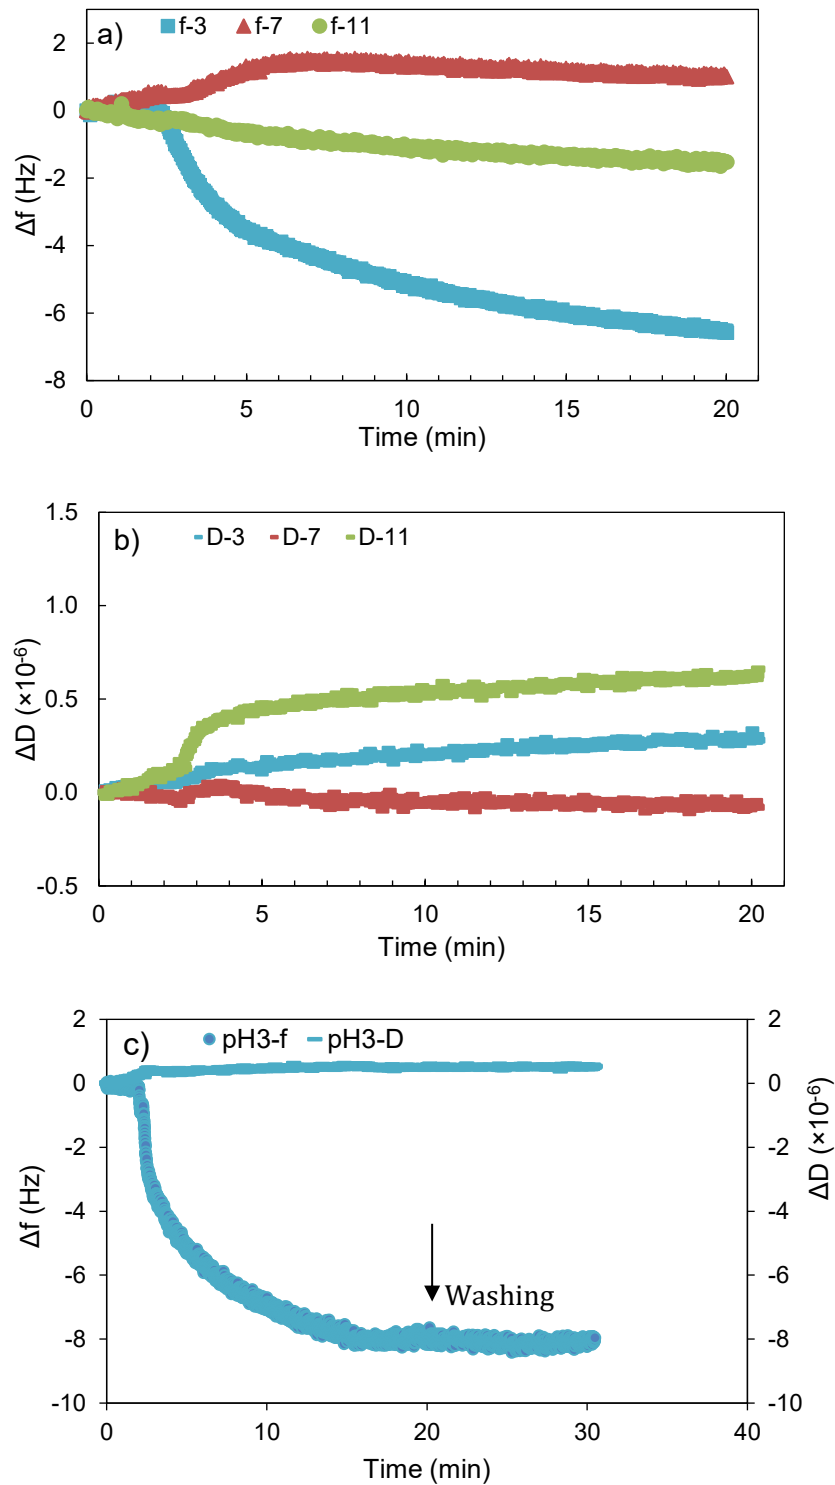 a) f-3 f-7 f-11
2
0
-2
-4
-6
-8
Δf (Hz)
0 5 10 15 20
Time (min)
b) D-3 D-7 D-11
1.5
1.0
0.5
0.0
-0.5
ΔD (×10⁻⁶)
0 5 10 15 20
Time (min)
c) pH3-f pH3-D
2
0
-2
-4
-6
-8
-10
Δf (Hz)
2
0
-2
-4
-6
-8
-10
ΔD (×10⁻⁶)
Washing
0 10 20 30 40
Time (min)